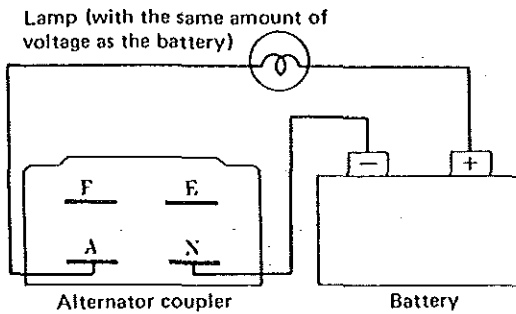 Lamp (with the same amount of
voltage as the battery)
− +
F E
A N
Alternator coupler Battery